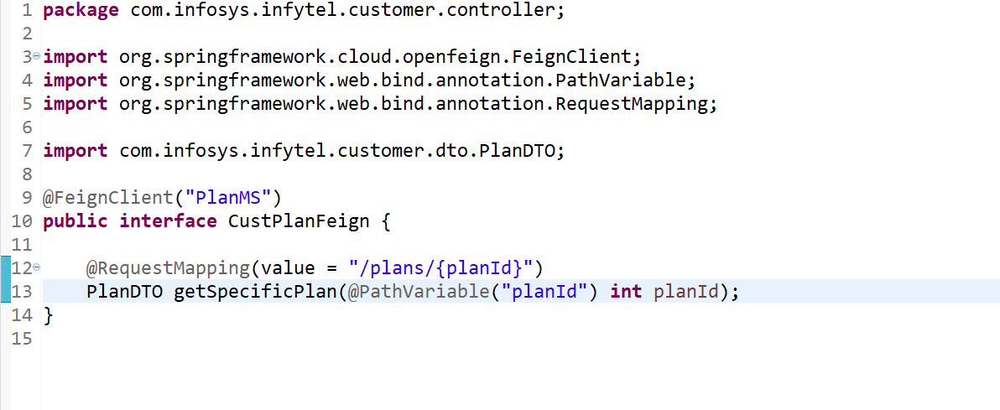 1 package com.infosys.infytel.customer.controller;
2
3 import org.springframework.cloud.openfeign.FeignClient;
4 import org.springframework.web.bind.annotation.PathVariable;
5 import org.springframework.web.bind.annotation.RequestMapping;
6
7 import com.infosys.infytel.customer.dto.PlanDTO;
8
9 @FeignClient("PlanMS")
10 public interface CustPlanFeign {
11
12     @RequestMapping(value = "/plans/{planId}")
13     PlanDTO getSpecificPlan(@PathVariable("planId") int planId);
14 }
15